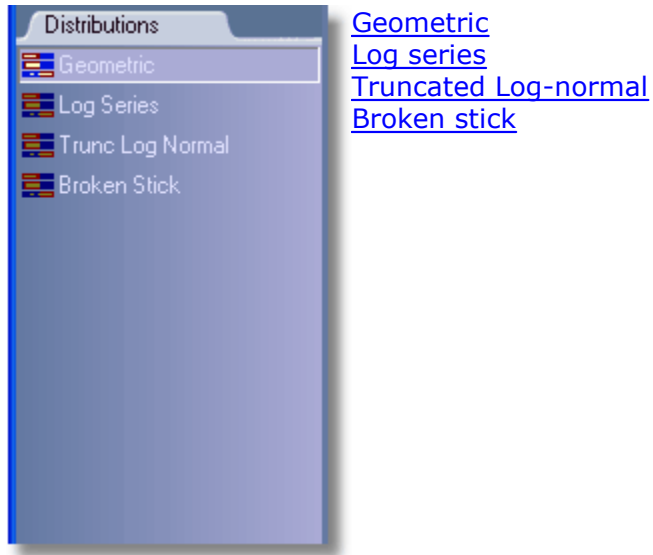 Distributions
Geometric
Log Series
Trunc Log Normal
Broken Stick
Geometric
Log series
Truncated Log-normal
Broken stick